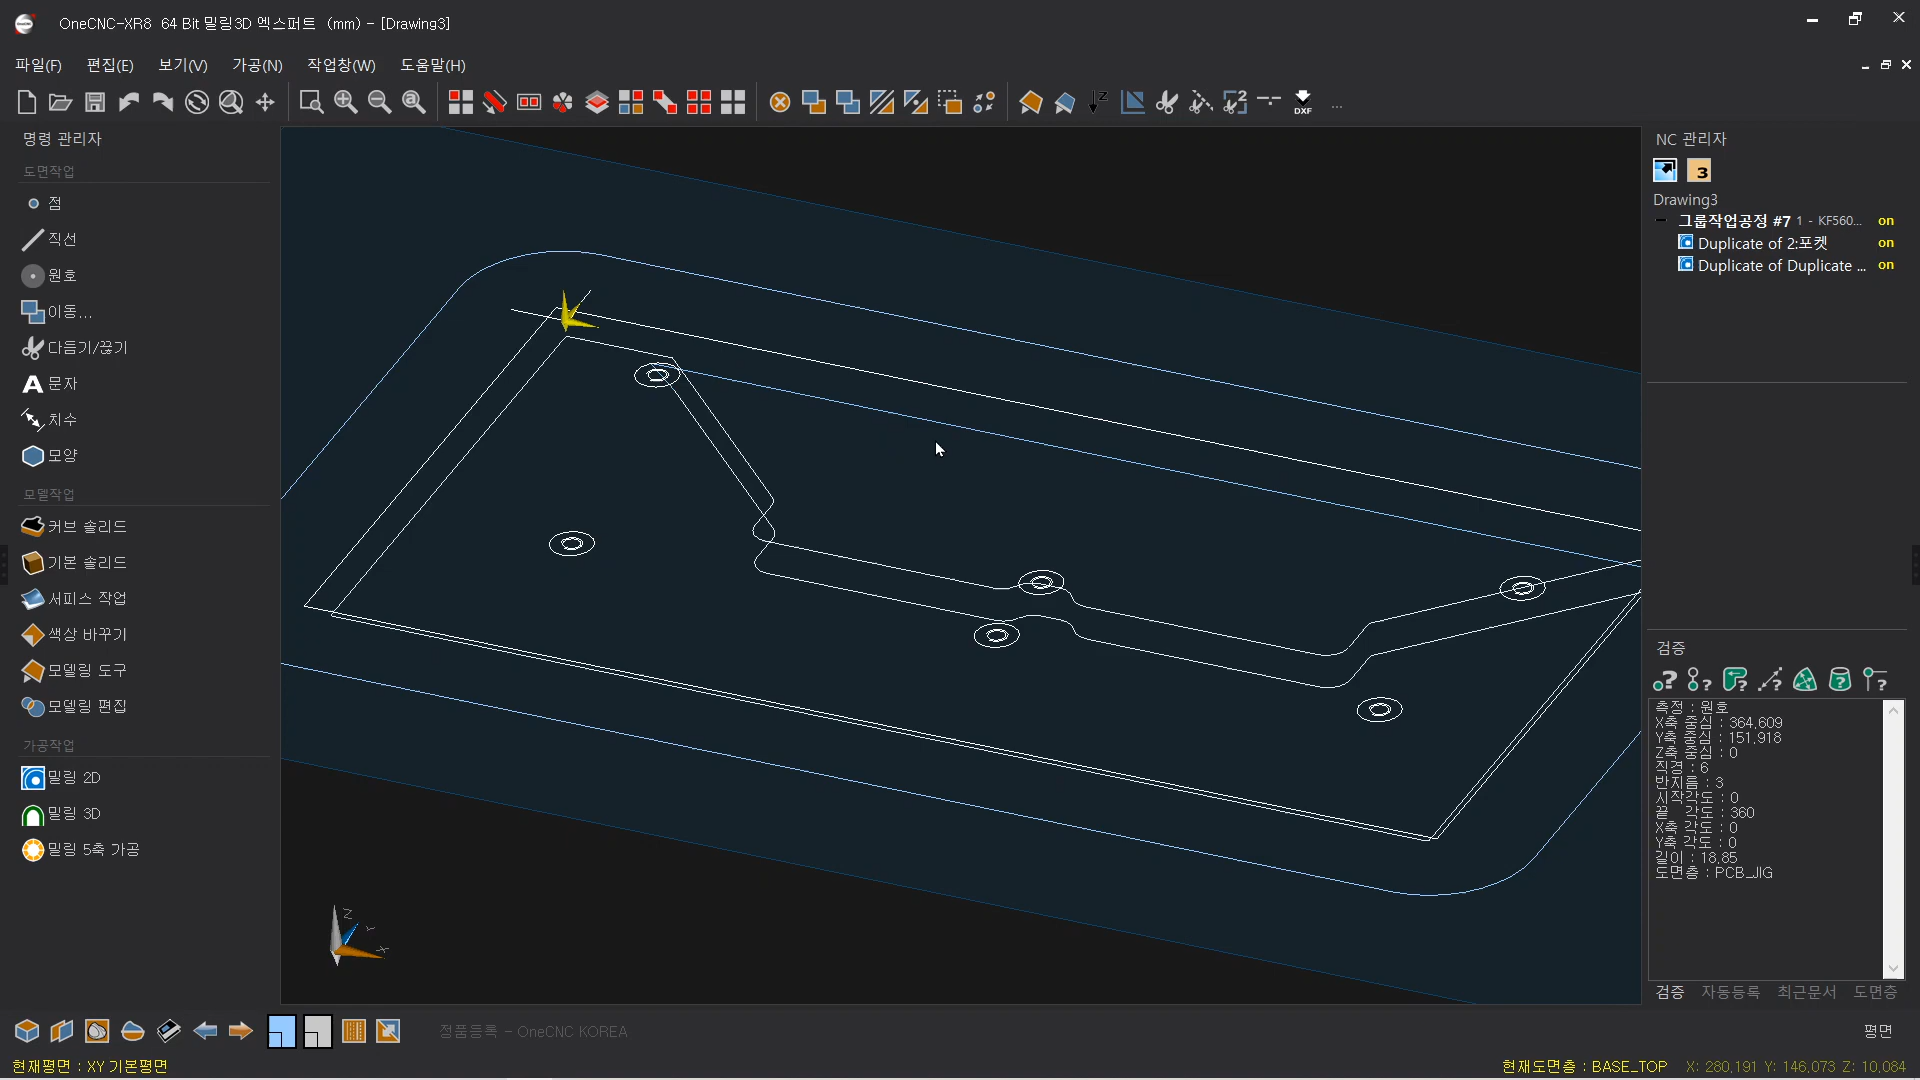 OneCNC-XR8  64 Bit 밀링3D 엑스퍼트  (mm) - [Drawing3]
파일(F) 편집(E) 보기(V) 가공(N) 작업창(W) 도움말(H)
Z 2 DXF ...
명령 관리자
도면작업
점
직선
원호
이동...
다듬기/끊기
A 문자
치수
모양
모델작업
커브 솔리드
기본 솔리드
서피스 작업
색상 바꾸기
모델링 도구
모델링 편집
가공작업
밀링 2D
밀링 3D
밀링 5축 가공
Z
Y
X
NC 관리자
3
Drawing3
그룹작업공정 #7 1 - KF560... on
Duplicate of 2:포켓 on
Duplicate of Duplicate ... on
검증
측정 : 원호
X축 중심 : 364.609
Y축 중심 : 151.918
Z축 중심 : 0
직경 : 6
반지름 : 3
시작각도 : 0
끝  각도 : 360
X축 각도 : 0
Y축 각도 : 0
길이 : 18.85
도면층 : PCB_JIG
검증 자동등록 최근문서 도면층
정품등록 - OneCNC KOREA
평면
현재평면 : XY 기본평면
현재도면층 : BASE_TOP X: 280.191 Y: 146.073 Z: 10.084